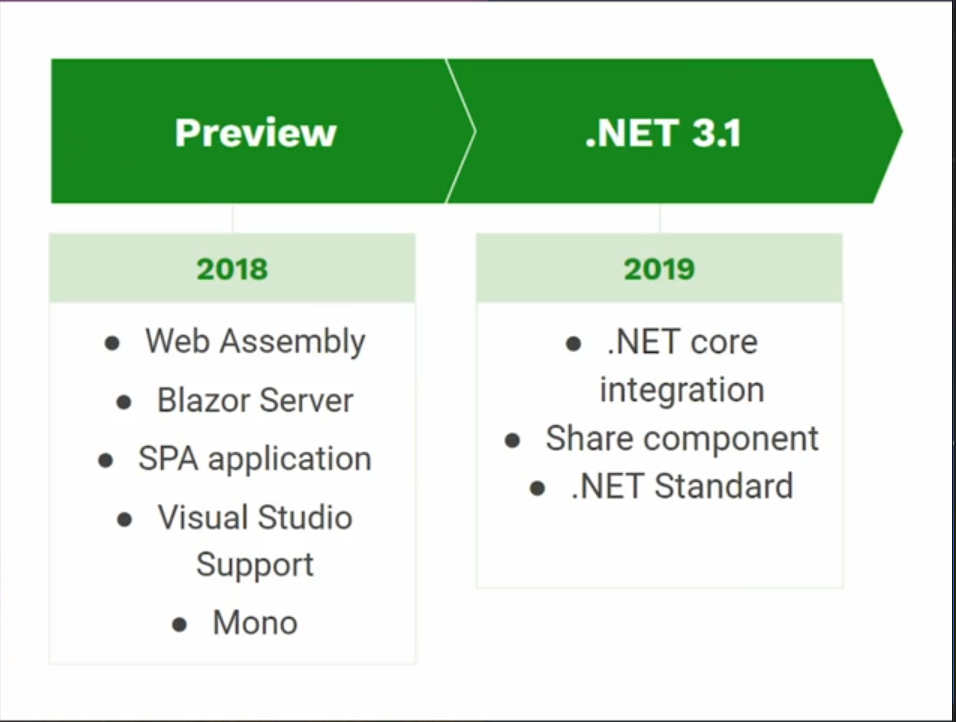 Preview
.NET 3.1
2018
● Web Assembly
● Blazor Server
● SPA application
● Visual Studio
Support
● Mono
2019
● .NET core
integration
● Share component
● .NET Standard